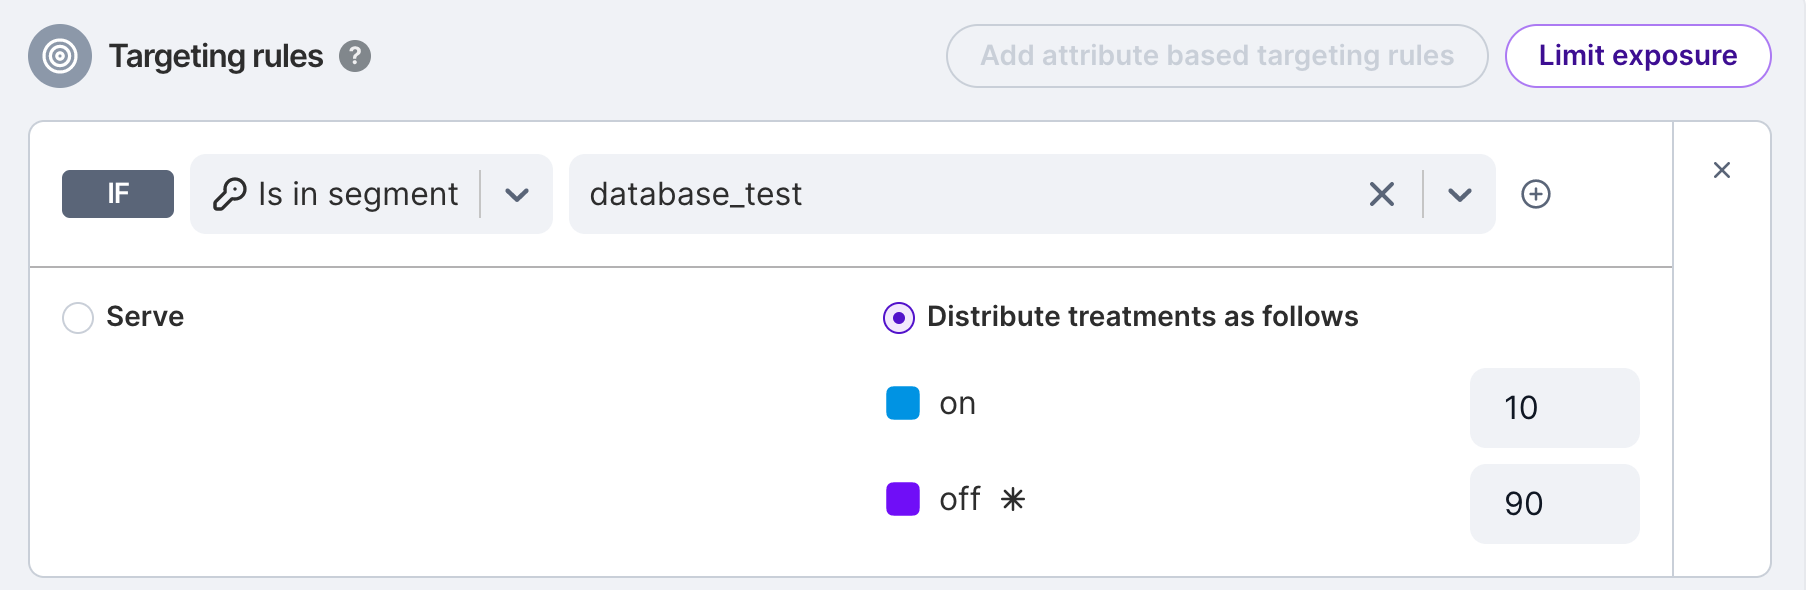 Targeting rules ? Add attribute based targeting rules Limit exposure
IF Is in segment database_test
Serve Distribute treatments as follows
on 10
off 90